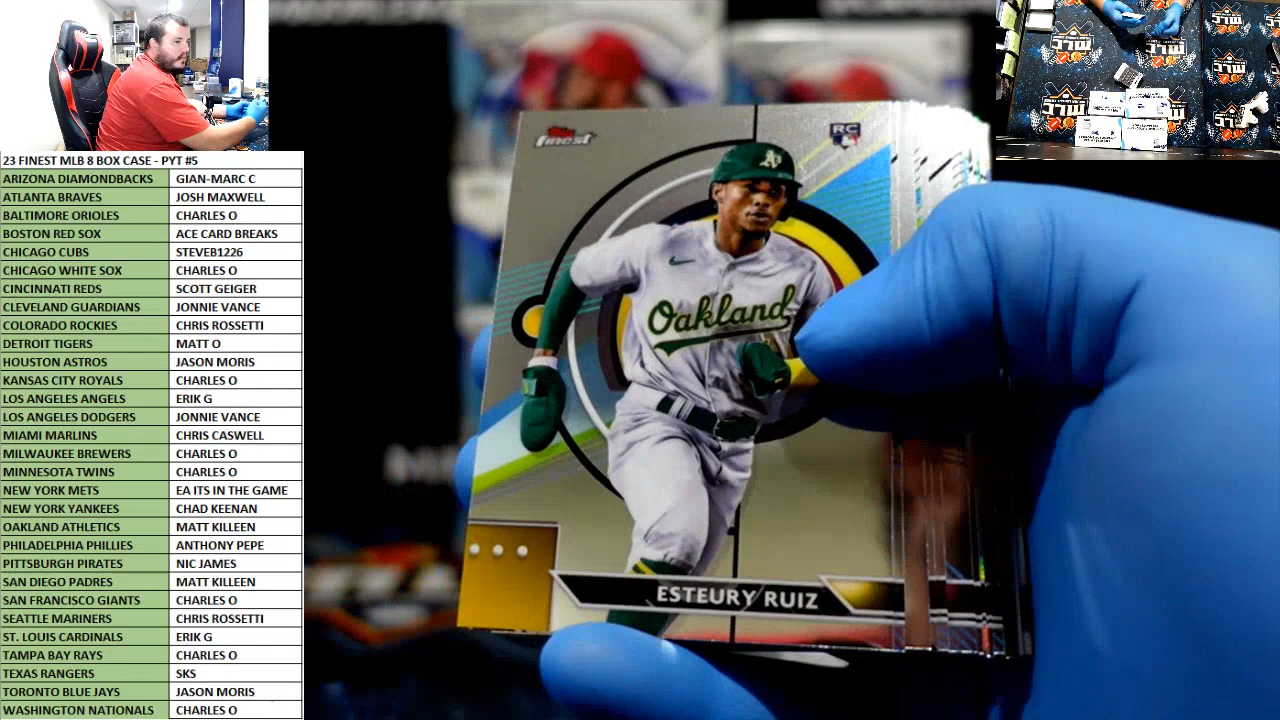 23 FINEST MLB 8 BOX CASE - PYT #5
ARIZONA DIAMONDBACKS GIAN-MARC C
ATLANTA BRAVES JOSH MAXWELL
BALTIMORE ORIOLES CHARLES O
BOSTON RED SOX ACE CARD BREAKS
CHICAGO CUBS STEVEB1226
CHICAGO WHITE SOX CHARLES O
CINCINNATI REDS SCOTT GEIGER
CLEVELAND GUARDIANS JONNIE VANCE
COLORADO ROCKIES CHRIS ROSSETTI
DETROIT TIGERS MATT O
HOUSTON ASTROS JASON MORIS
KANSAS CITY ROYALS CHARLES O
LOS ANGELES ANGELS ERIK G
LOS ANGELES DODGERS JONNIE VANCE
MIAMI MARLINS CHRIS CASWELL
MILWAUKEE BREWERS CHARLES O
MINNESOTA TWINS CHARLES O
NEW YORK METS EA ITS IN THE GAME
NEW YORK YANKEES CHAD KEENAN
OAKLAND ATHLETICS MATT KILLEEN
PHILADELPHIA PHILLIES ANTHONY PEPE
PITTSBURGH PIRATES NIC JAMES
SAN DIEGO PADRES MATT KILLEEN
SAN FRANCISCO GIANTS CHARLES O
SEATTLE MARINERS CHRIS ROSSETTI
ST. LOUIS CARDINALS ERIK G
TAMPA BAY RAYS CHARLES O
TEXAS RANGERS SKS
TORONTO BLUE JAYS JASON MORIS
WASHINGTON NATIONALS CHARLES O
finest
RC
A's
Oakland
ESTEURY RUIZ